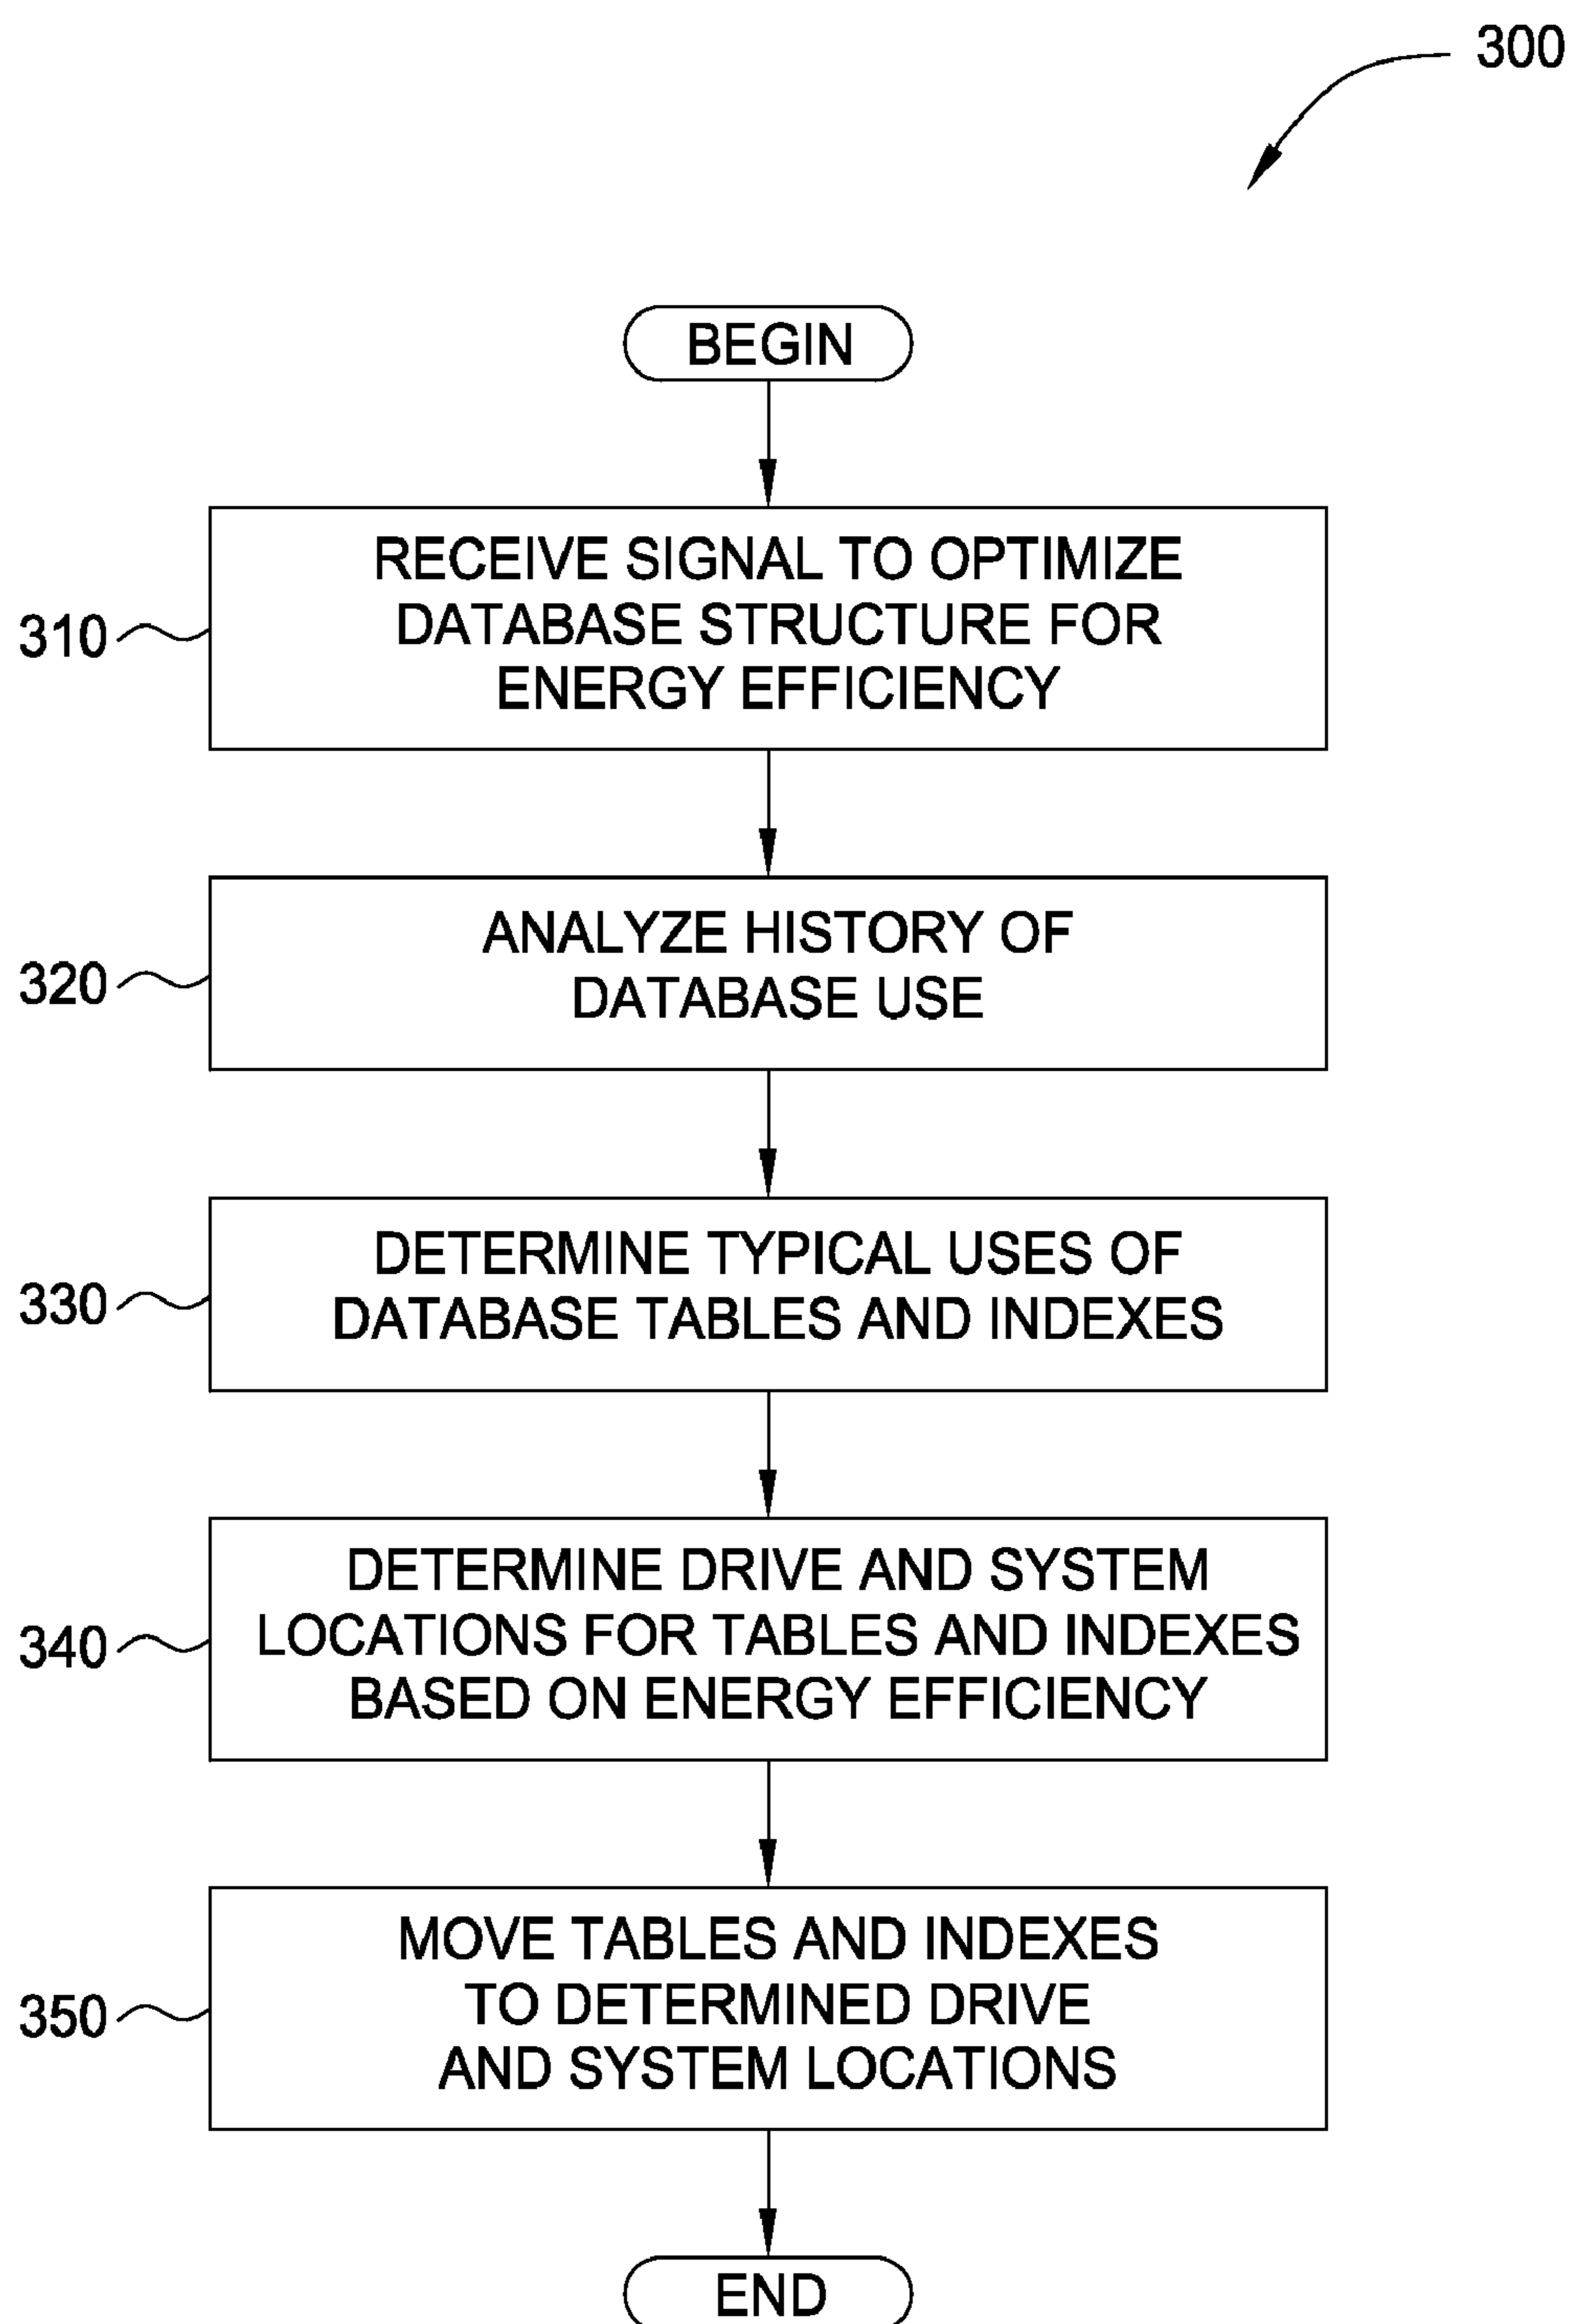 300
BEGIN
310
RECEIVE SIGNAL TO OPTIMIZE
DATABASE STRUCTURE FOR
ENERGY EFFICIENCY
320
ANALYZE HISTORY OF
DATABASE USE
330
DETERMINE TYPICAL USES OF
DATABASE TABLES AND INDEXES
340
DETERMINE DRIVE AND SYSTEM
LOCATIONS FOR TABLES AND INDEXES
BASED ON ENERGY EFFICIENCY
350
MOVE TABLES AND INDEXES
TO DETERMINED DRIVE
AND SYSTEM LOCATIONS
END